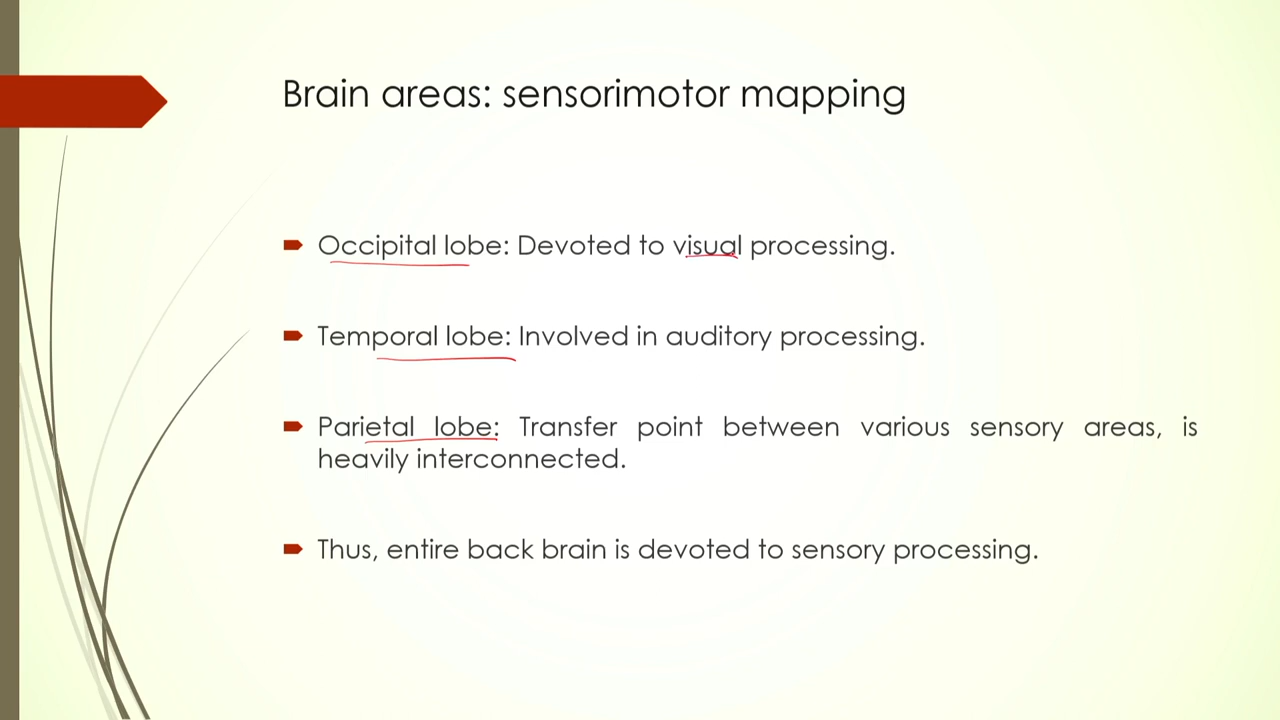 Brain areas: sensorimotor mapping
Occipital lobe: Devoted to visual processing.
Temporal lobe: Involved in auditory processing.
Parietal lobe: Transfer point between various sensory areas, is
heavily interconnected.
Thus, entire back brain is devoted to sensory processing.